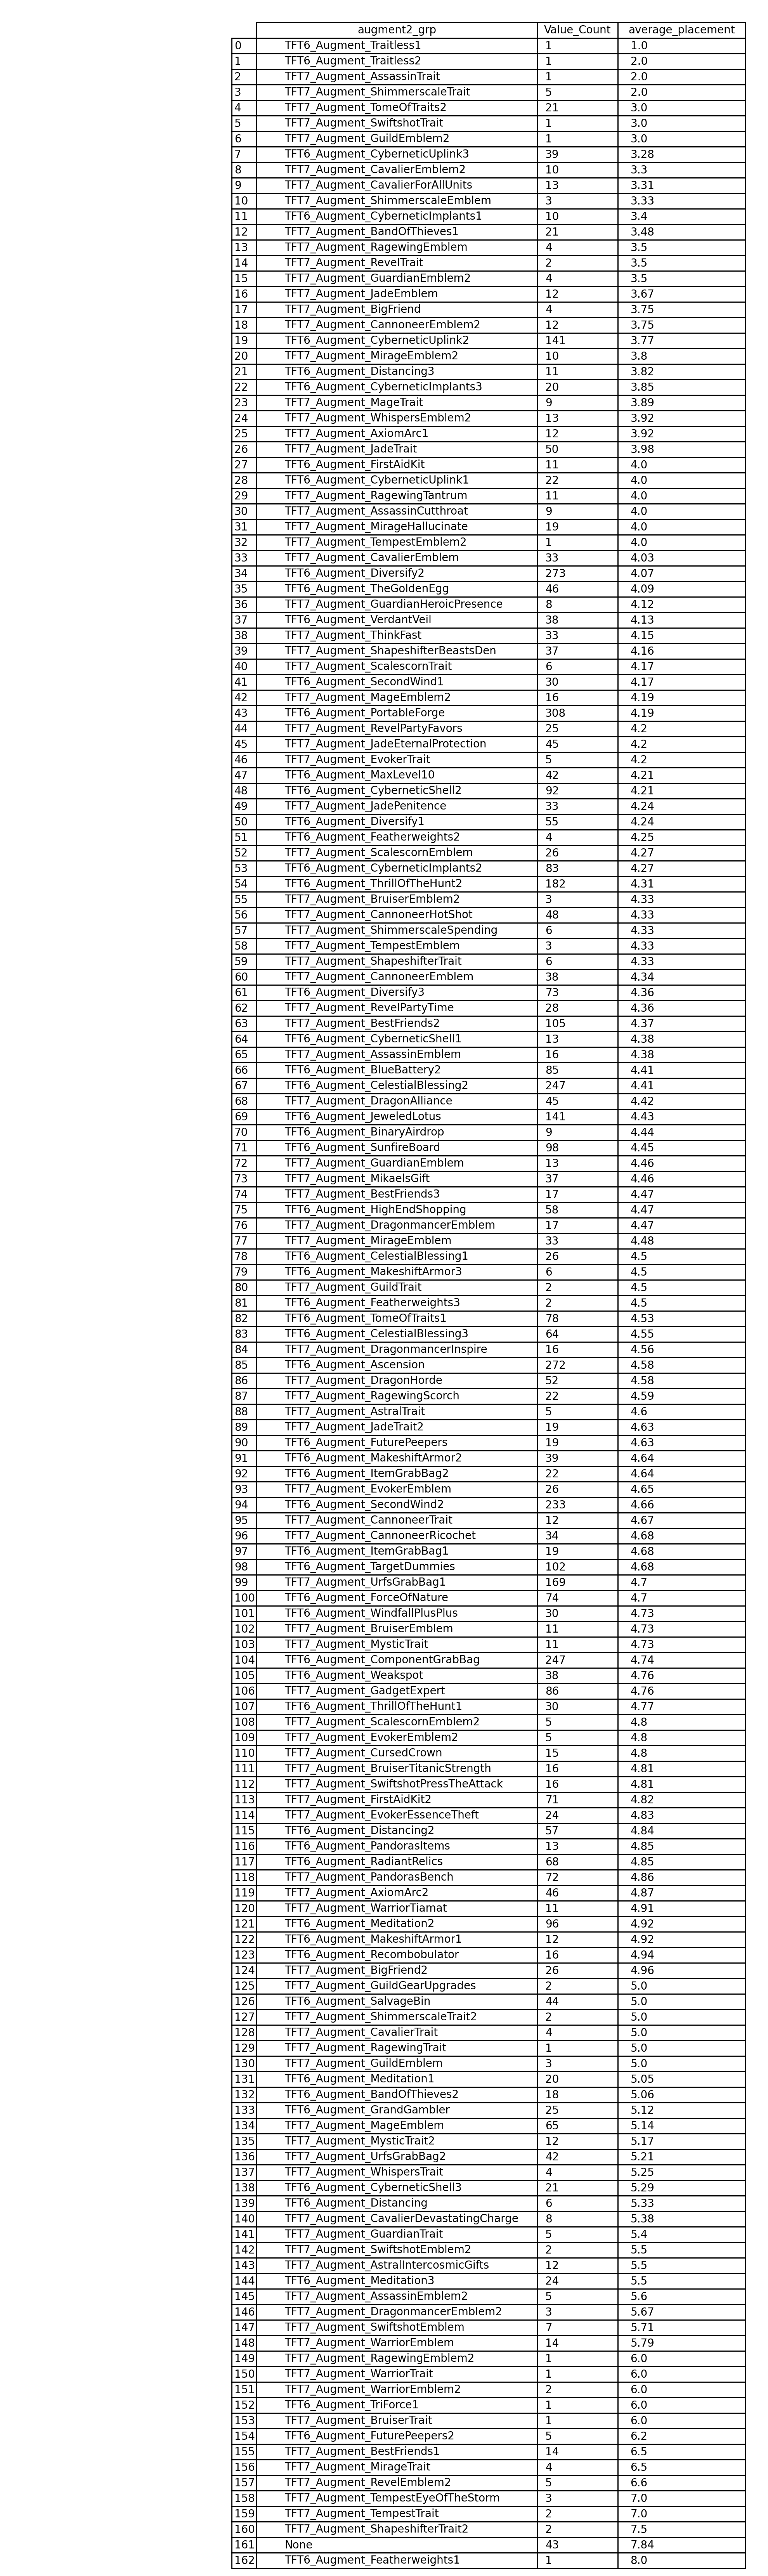 augment2_grp Value_Count average_placement
0 TFT6_Augment_Traitless1 1 1.0
1 TFT6_Augment_Traitless2 1 2.0
2 TFT7_Augment_AssassinTrait 1 2.0
3 TFT7_Augment_ShimmerscaleTrait 5 2.0
4 TFT7_Augment_TomeOfTraits2 21 3.0
5 TFT7_Augment_SwiftshotTrait 1 3.0
6 TFT7_Augment_GuildEmblem2 1 3.0
7 TFT6_Augment_CyberneticUplink3 39 3.28
8 TFT7_Augment_CavalierEmblem2 10 3.3
9 TFT7_Augment_CavalierForAllUnits 13 3.31
10 TFT7_Augment_ShimmerscaleEmblem 3 3.33
11 TFT6_Augment_CyberneticImplants1 10 3.4
12 TFT7_Augment_BandOfThieves1 21 3.48
13 TFT7_Augment_RagewingEmblem 4 3.5
14 TFT7_Augment_RevelTrait 2 3.5
15 TFT7_Augment_GuardianEmblem2 4 3.5
16 TFT7_Augment_JadeEmblem 12 3.67
17 TFT7_Augment_BigFriend 4 3.75
18 TFT7_Augment_CannoneerEmblem2 12 3.75
19 TFT6_Augment_CyberneticUplink2 141 3.77
20 TFT7_Augment_MirageEmblem2 10 3.8
21 TFT6_Augment_Distancing3 11 3.82
22 TFT6_Augment_CyberneticImplants3 20 3.85
23 TFT7_Augment_MageTrait 9 3.89
24 TFT7_Augment_WhispersEmblem2 13 3.92
25 TFT7_Augment_AxiomArc1 12 3.92
26 TFT7_Augment_JadeTrait 50 3.98
27 TFT6_Augment_FirstAidKit 11 4.0
28 TFT6_Augment_CyberneticUplink1 22 4.0
29 TFT7_Augment_RagewingTantrum 11 4.0
30 TFT7_Augment_AssassinCutthroat 9 4.0
31 TFT7_Augment_MirageHallucinate 19 4.0
32 TFT7_Augment_TempestEmblem2 1 4.0
33 TFT7_Augment_CavalierEmblem 33 4.03
34 TFT6_Augment_Diversify2 273 4.07
35 TFT6_Augment_TheGoldenEgg 46 4.09
36 TFT7_Augment_GuardianHeroicPresence 8 4.12
37 TFT6_Augment_VerdantVeil 38 4.13
38 TFT7_Augment_ThinkFast 33 4.15
39 TFT7_Augment_ShapeshifterBeastsDen 37 4.16
40 TFT7_Augment_ScalescornTrait 6 4.17
41 TFT6_Augment_SecondWind1 30 4.17
42 TFT7_Augment_MageEmblem2 16 4.19
43 TFT6_Augment_PortableForge 308 4.19
44 TFT7_Augment_RevelPartyFavors 25 4.2
45 TFT7_Augment_JadeEternalProtection 45 4.2
46 TFT7_Augment_EvokerTrait 5 4.2
47 TFT6_Augment_MaxLevel10 42 4.21
48 TFT6_Augment_CyberneticShell2 92 4.21
49 TFT7_Augment_JadePenitence 33 4.24
50 TFT6_Augment_Diversify1 55 4.24
51 TFT6_Augment_Featherweights2 4 4.25
52 TFT7_Augment_ScalescornEmblem 26 4.27
53 TFT6_Augment_CyberneticImplants2 83 4.27
54 TFT6_Augment_ThrillOfTheHunt2 182 4.31
55 TFT7_Augment_BruiserEmblem2 3 4.33
56 TFT7_Augment_CannoneerHotShot 48 4.33
57 TFT7_Augment_ShimmerscaleSpending 6 4.33
58 TFT7_Augment_TempestEmblem 3 4.33
59 TFT7_Augment_ShapeshifterTrait 6 4.33
60 TFT7_Augment_CannoneerEmblem 38 4.34
61 TFT6_Augment_Diversify3 73 4.36
62 TFT7_Augment_RevelPartyTime 28 4.36
63 TFT7_Augment_BestFriends2 105 4.37
64 TFT6_Augment_CyberneticShell1 13 4.38
65 TFT7_Augment_AssassinEmblem 16 4.38
66 TFT6_Augment_BlueBattery2 85 4.41
67 TFT6_Augment_CelestialBlessing2 247 4.41
68 TFT7_Augment_DragonAlliance 45 4.42
69 TFT6_Augment_JeweledLotus 141 4.43
70 TFT6_Augment_BinaryAirdrop 9 4.44
71 TFT6_Augment_SunfireBoard 98 4.45
72 TFT7_Augment_GuardianEmblem 13 4.46
73 TFT7_Augment_MikaelsGift 37 4.46
74 TFT7_Augment_BestFriends3 17 4.47
75 TFT6_Augment_HighEndShopping 58 4.47
76 TFT7_Augment_DragonmancerEmblem 17 4.47
77 TFT7_Augment_MirageEmblem 33 4.48
78 TFT6_Augment_CelestialBlessing1 26 4.5
79 TFT6_Augment_MakeshiftArmor3 6 4.5
80 TFT7_Augment_GuildTrait 2 4.5
81 TFT6_Augment_Featherweights3 2 4.5
82 TFT6_Augment_TomeOfTraits1 78 4.53
83 TFT6_Augment_CelestialBlessing3 64 4.55
84 TFT7_Augment_DragonmancerInspire 16 4.56
85 TFT6_Augment_Ascension 272 4.58
86 TFT7_Augment_DragonHorde 52 4.58
87 TFT7_Augment_RagewingScorch 22 4.59
88 TFT7_Augment_AstralTrait 5 4.6
89 TFT7_Augment_JadeTrait2 19 4.63
90 TFT6_Augment_FuturePeepers 19 4.63
91 TFT6_Augment_MakeshiftArmor2 39 4.64
92 TFT6_Augment_ItemGrabBag2 22 4.64
93 TFT7_Augment_EvokerEmblem 26 4.65
94 TFT6_Augment_SecondWind2 233 4.66
95 TFT7_Augment_CannoneerTrait 12 4.67
96 TFT7_Augment_CannoneerRicochet 34 4.68
97 TFT6_Augment_ItemGrabBag1 19 4.68
98 TFT6_Augment_TargetDummies 102 4.68
99 TFT7_Augment_UrfsGrabBag1 169 4.7
100 TFT6_Augment_ForceOfNature 74 4.7
101 TFT6_Augment_WindfallPlusPlus 30 4.73
102 TFT7_Augment_BruiserEmblem 11 4.73
103 TFT7_Augment_MysticTrait 11 4.73
104 TFT6_Augment_ComponentGrabBag 247 4.74
105 TFT6_Augment_Weakspot 38 4.76
106 TFT7_Augment_GadgetExpert 86 4.76
107 TFT6_Augment_ThrillOfTheHunt1 30 4.77
108 TFT7_Augment_ScalescornEmblem2 5 4.8
109 TFT7_Augment_EvokerEmblem2 5 4.8
110 TFT7_Augment_CursedCrown 15 4.8
111 TFT7_Augment_BruiserTitanicStrength 16 4.81
112 TFT7_Augment_SwiftshotPressTheAttack 16 4.81
113 TFT7_Augment_FirstAidKit2 71 4.82
114 TFT7_Augment_EvokerEssenceTheft 24 4.83
115 TFT6_Augment_Distancing2 57 4.84
116 TFT6_Augment_PandorasItems 13 4.85
117 TFT6_Augment_RadiantRelics 68 4.85
118 TFT7_Augment_PandorasBench 72 4.86
119 TFT7_Augment_AxiomArc2 46 4.87
120 TFT7_Augment_WarriorTiamat 11 4.91
121 TFT6_Augment_Meditation2 96 4.92
122 TFT6_Augment_MakeshiftArmor1 12 4.92
123 TFT6_Augment_Recombobulator 16 4.94
124 TFT7_Augment_BigFriend2 26 4.96
125 TFT7_Augment_GuildGearUpgrades 2 5.0
126 TFT6_Augment_SalvageBin 44 5.0
127 TFT7_Augment_ShimmerscaleTrait2 2 5.0
128 TFT7_Augment_CavalierTrait 4 5.0
129 TFT7_Augment_RagewingTrait 1 5.0
130 TFT7_Augment_GuildEmblem 3 5.0
131 TFT6_Augment_Meditation1 20 5.05
132 TFT6_Augment_BandOfThieves2 18 5.06
133 TFT6_Augment_GrandGambler 25 5.12
134 TFT7_Augment_MageEmblem 65 5.14
135 TFT7_Augment_MysticTrait2 12 5.17
136 TFT7_Augment_UrfsGrabBag2 42 5.21
137 TFT7_Augment_WhispersTrait 4 5.25
138 TFT6_Augment_CyberneticShell3 21 5.29
139 TFT6_Augment_Distancing 6 5.33
140 TFT7_Augment_CavalierDevastatingCharge 8 5.38
141 TFT7_Augment_GuardianTrait 5 5.4
142 TFT7_Augment_SwiftshotEmblem2 2 5.5
143 TFT7_Augment_AstralIntercosmicGifts 12 5.5
144 TFT6_Augment_Meditation3 24 5.5
145 TFT7_Augment_AssassinEmblem2 5 5.6
146 TFT7_Augment_DragonmancerEmblem2 3 5.67
147 TFT7_Augment_SwiftshotEmblem 7 5.71
148 TFT7_Augment_WarriorEmblem 14 5.79
149 TFT7_Augment_RagewingEmblem2 1 6.0
150 TFT7_Augment_WarriorTrait 1 6.0
151 TFT7_Augment_WarriorEmblem2 2 6.0
152 TFT6_Augment_TriForce1 1 6.0
153 TFT7_Augment_BruiserTrait 1 6.0
154 TFT6_Augment_FuturePeepers2 5 6.2
155 TFT7_Augment_BestFriends1 14 6.5
156 TFT7_Augment_MirageTrait 4 6.5
157 TFT7_Augment_RevelEmblem2 5 6.6
158 TFT7_Augment_TempestEyeOfTheStorm 3 7.0
159 TFT7_Augment_TempestTrait 2 7.0
160 TFT7_Augment_ShapeshifterTrait2 2 7.5
161 None 43 7.84
162 TFT6_Augment_Featherweights1 1 8.0